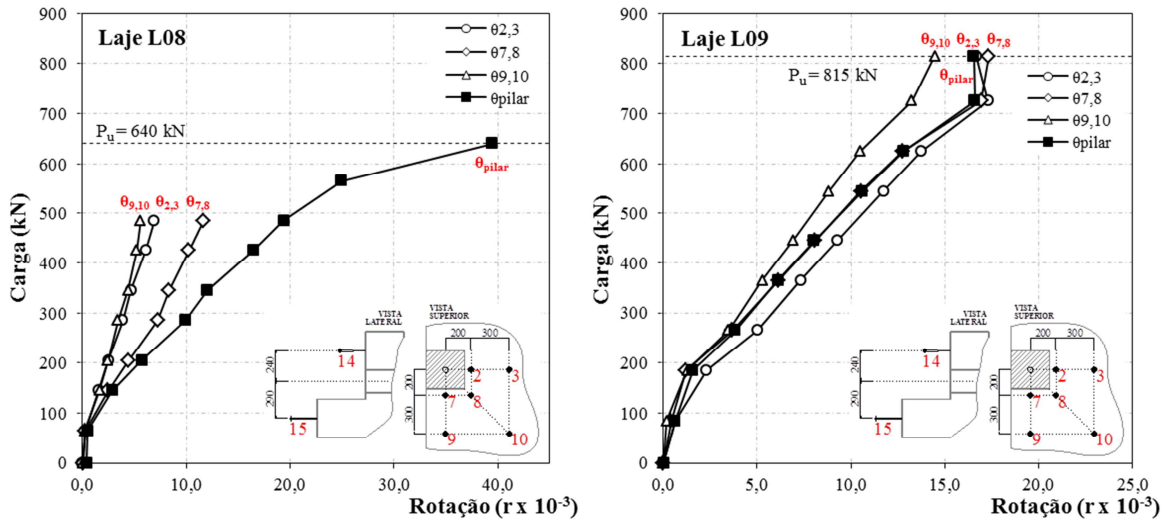 Laje L08
θ2,3
θ7,8
θ9,10
θpilar
Pu = 640 kN
θpilar
θ9,10 θ2,3 θ7,8
900
800
700
600
500
400
300
200
100
0
Carga (kN)
0,0 10,0 20,0 30,0 40,0
Rotação (r x 10-3)
VISTA LATERAL
VISTA SUPERIOR
200 300
240
290
14
15
200
300
2 3
7 8
9 10
Laje L09
θ9,10 θ2,3 θ7,8
θpilar
Pu = 815 kN
θ2,3
θ7,8
θ9,10
θpilar
900
800
700
600
500
400
300
200
100
0
Carga (kN)
0,0 5,0 10,0 15,0 20,0 25,0
Rotação (r x 10-3)
VISTA LATERAL
VISTA SUPERIOR
200 300
240
290
14
15
200
300
2 3
7 8
9 10